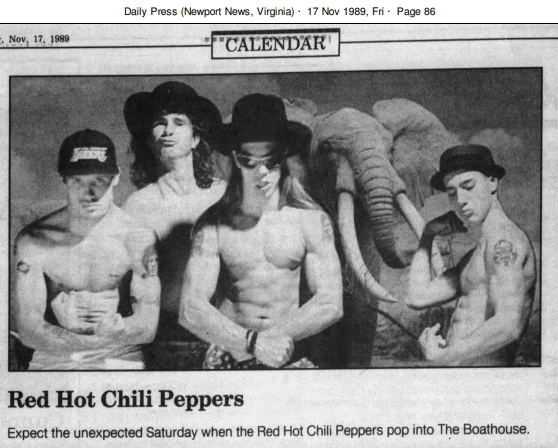 Daily Press (Newport News, Virginia) · 17 Nov 1989, Fri · Page 86
Nov, 17, 1989
CALENDAR
Red Hot Chili Peppers
Expect the unexpected Saturday when the Red Hot Chili Peppers pop into The Boathouse.